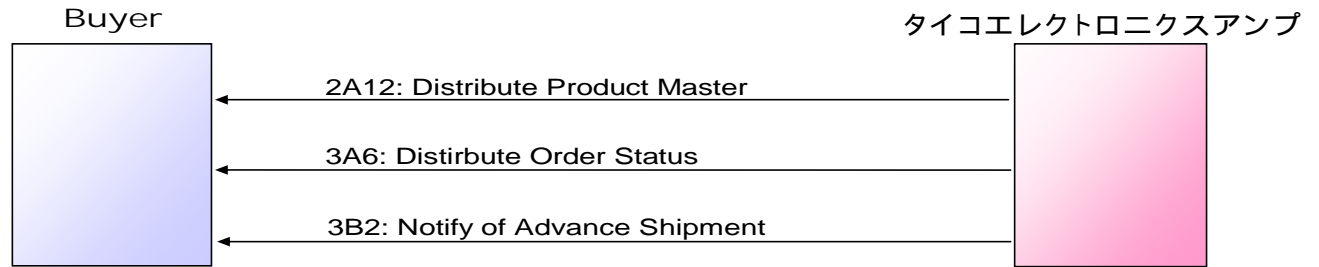 Buyer
タイコエレクトロニクスアンプ
2A12: Distribute Product Master
3A6: Distirbute Order Status
3B2: Notify of Advance Shipment